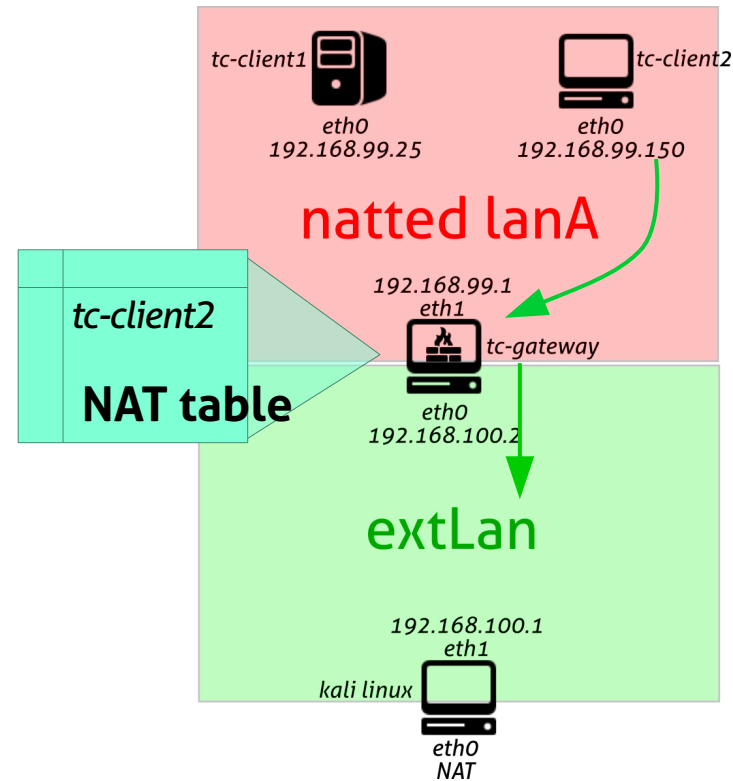 tc-client1
tc-client2
eth0
192.168.99.25
eth0
192.168.99.150
natted lanA
192.168.99.1
eth1
tc-client2
tc-gateway
NAT table
eth0
192.168.100.2
extLan
192.168.100.1
eth1
kali linux
eth0
NAT